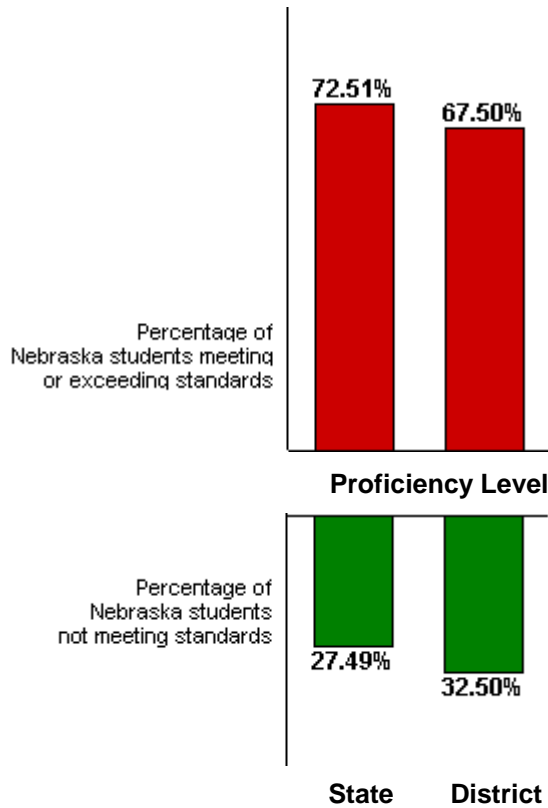 72.51%
67.50%
Percentage of
Nebraska students meeting
or exceeding standards
Proficiency Level
Percentage of
Nebraska students
not meeting standards
27.49%
32.50%
State District